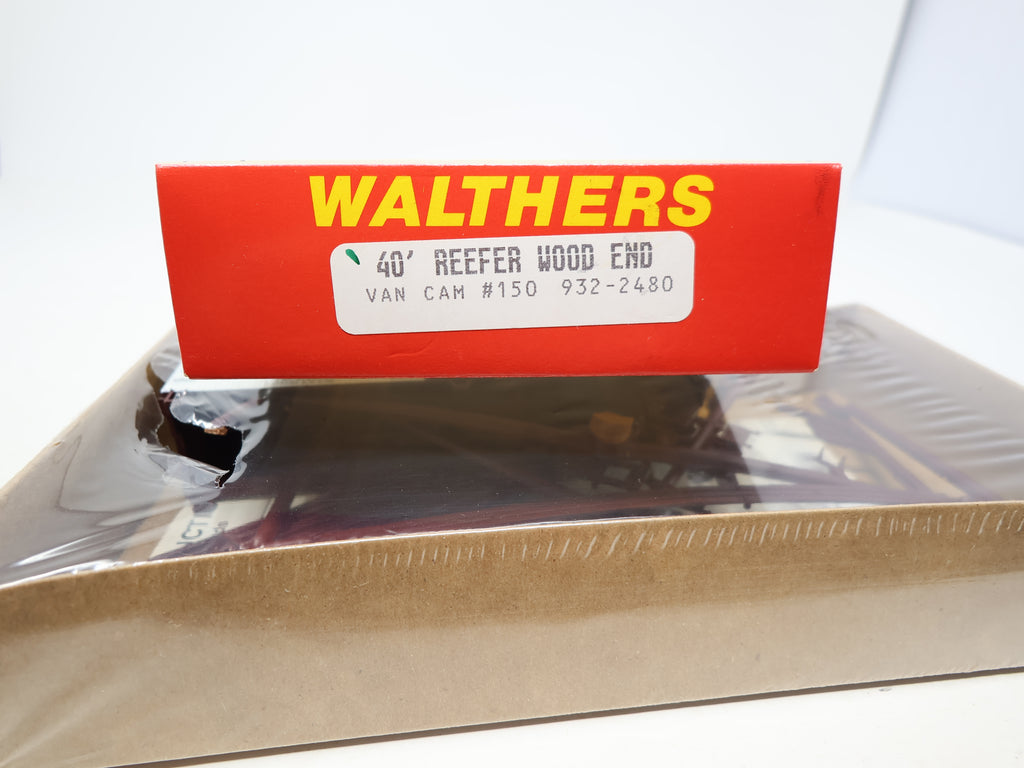 WALTHERS
40' REEFER WOOD END
VAN CAM #150 932-2480